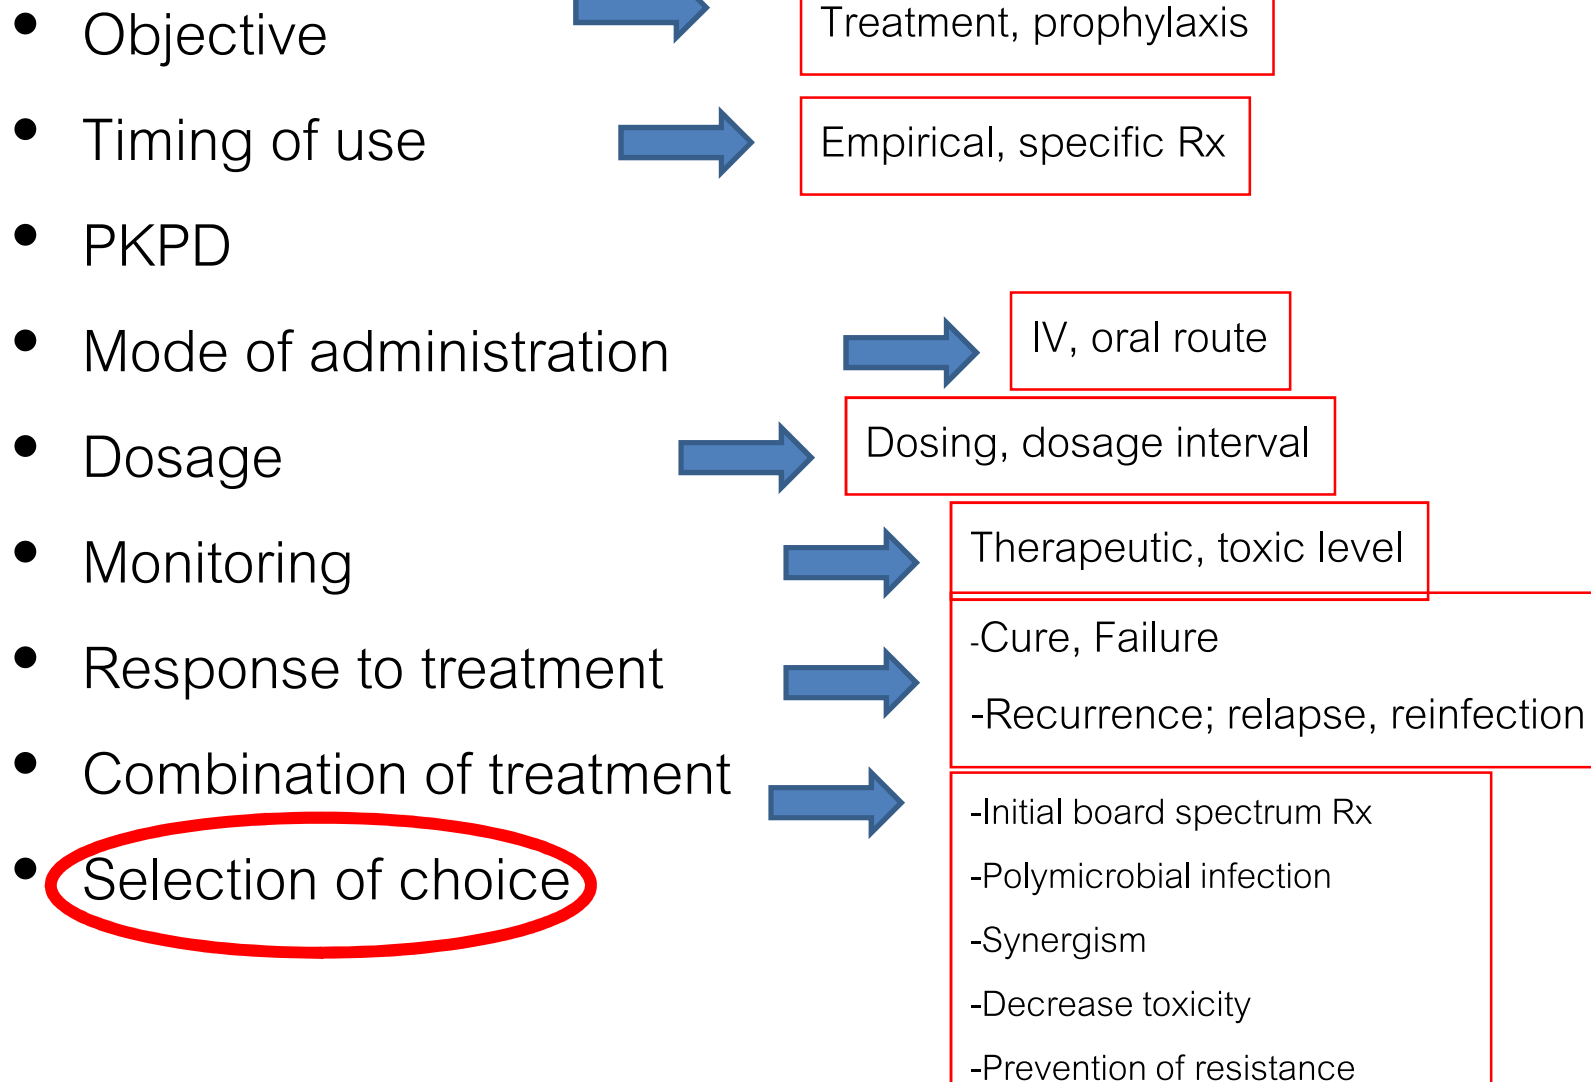 • Objective
Treatment, prophylaxis
• Timing of use
Empirical, specific Rx
• PKPD
• Mode of administration
IV, oral route
• Dosage
Dosing, dosage interval
• Monitoring
Therapeutic, toxic level
• Response to treatment
-Cure, Failure
-Recurrence; relapse, reinfection
• Combination of treatment
-Initial board spectrum Rx
-Polymicrobial infection
-Synergism
-Decrease toxicity
-Prevention of resistance
• Selection of choice